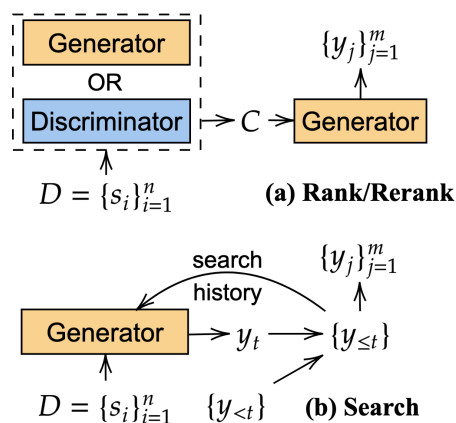 Generator
OR
Discriminator
C
Generator
{y_j}_{j=1}^m
D = {s_i}_{i=1}^n
(a) Rank/Rerank
search
history
{y_j}_{j=1}^m
Generator
y_t
{y_{≤t}}
D = {s_i}_{i=1}^n
{y_{<t}}
(b) Search